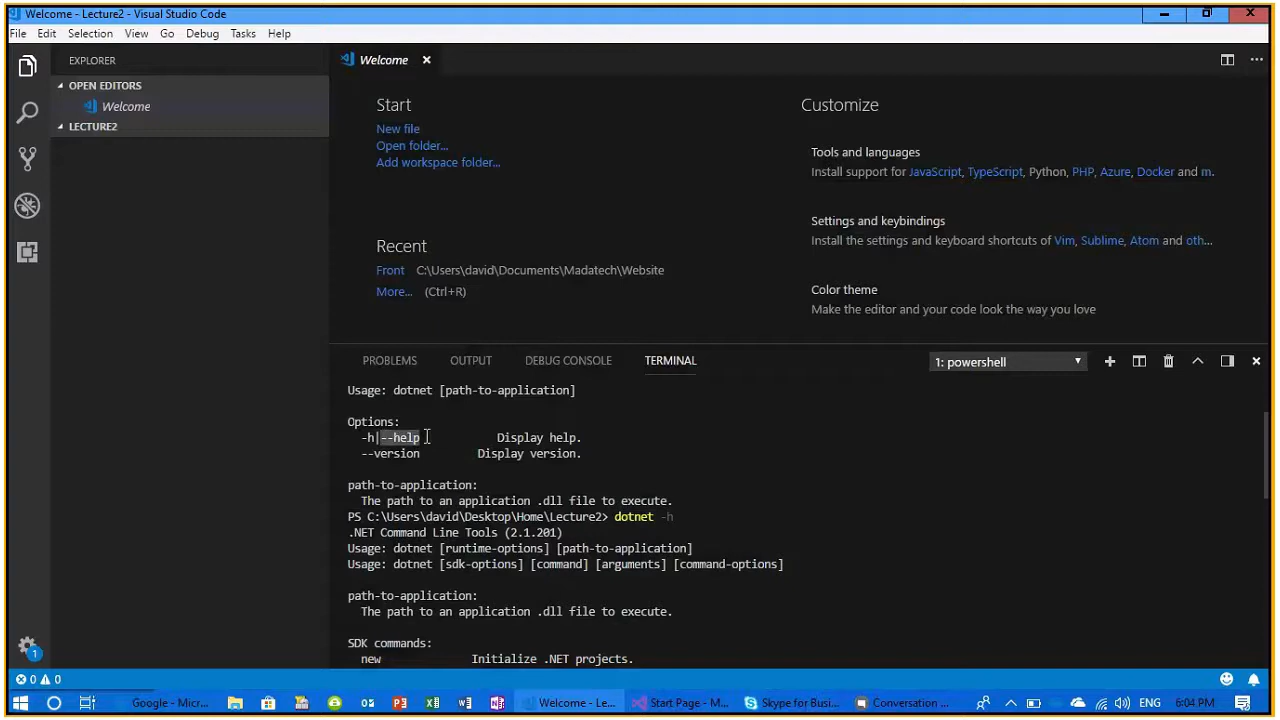 Welcome - Lecture2 - Visual Studio Code
File Edit Selection View Go Debug Tasks Help
EXPLORER
OPEN EDITORS
Welcome
LECTURE2
Welcome
Start
New file
Open folder...
Add workspace folder...
Recent
Front C:\Users\david\Documents\Madatech\Website
More... (Ctrl+R)
Customize
Tools and languages
Install support for JavaScript, TypeScript, Python, PHP, Azure, Docker and m.
Settings and keybindings
Install the settings and keyboard shortcuts of Vim, Sublime, Atom and oth...
Color theme
Make the editor and your code look the way you love
PROBLEMS OUTPUT DEBUG CONSOLE TERMINAL 1: powershell
Usage: dotnet [path-to-application]
Options:
-h|--help Display help.
--version Display version.
path-to-application:
The path to an application .dll file to execute.
PS C:\Users\david\Desktop\Home\Lecture2> dotnet -h
.NET Command Line Tools (2.1.201)
Usage: dotnet [runtime-options] [path-to-application]
Usage: dotnet [sdk-options] [command] [arguments] [command-options]
path-to-application:
The path to an application .dll file to execute.
SDK commands:
new Initialize .NET projects.
1
0 0
Google - Micr... Welcome - Le... Start Page - M... Skype for Busi... Conversation ... ENG 6:04 PM